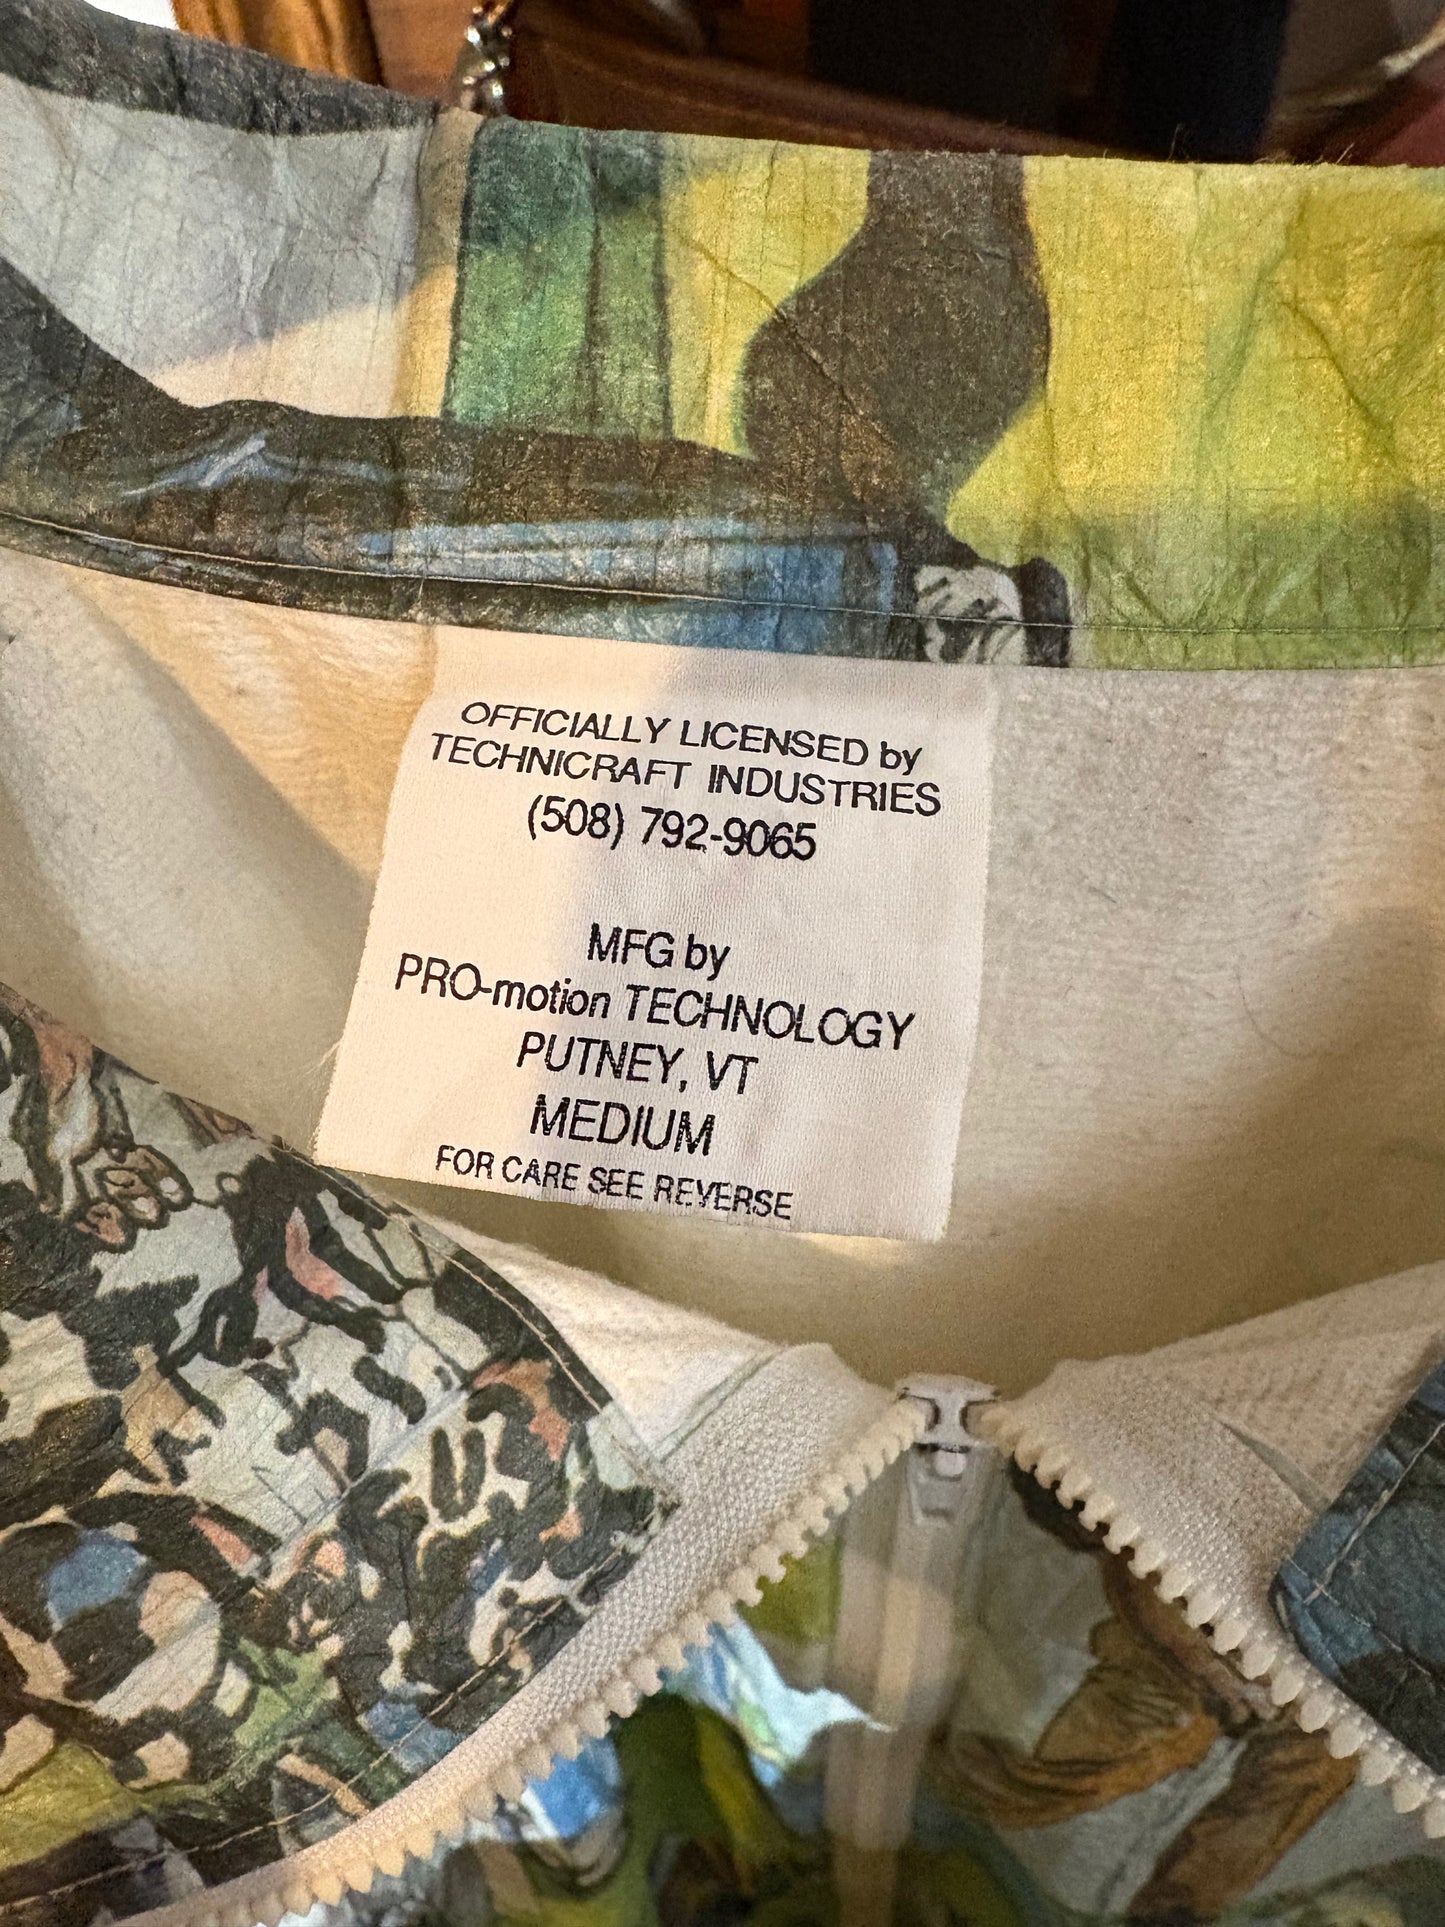 OFFICIALLY LICENSED by
TECHNICRAFT INDUSTRIES
(508) 792-9065
MFG by
PRO-motion TECHNOLOGY
PUTNEY, VT
MEDIUM
FOR CARE SEE REVERSE